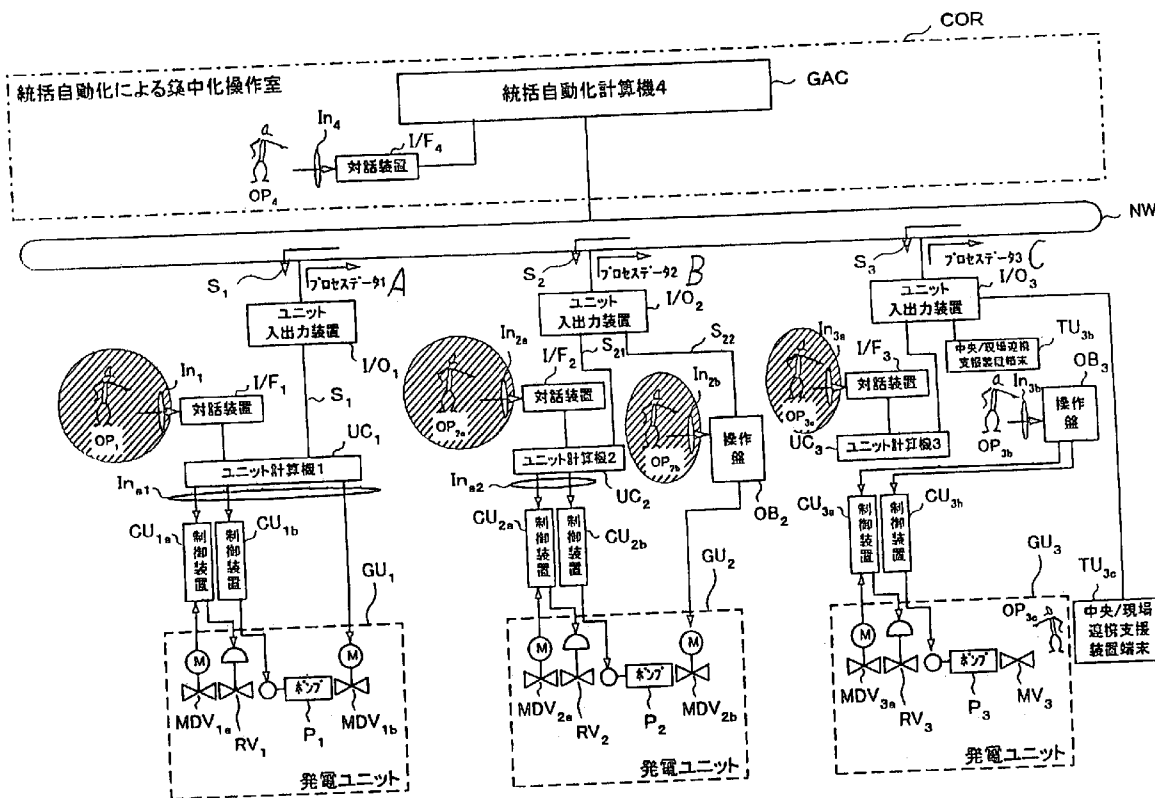 COR
統括自動化による集中化操作室
統括自動化計算機4
GAC
In4
I/F4
対話装置
OP4
NW
S1
プロセスデータ1 A
S2
プロセスデータ2 B
S3
プロセスデータ3 C
ユニット
入出力装置
I/O1
ユニット
入出力装置
I/O2
ユニット
入出力装置
I/O3
In1
I/F1
対話装置
OP1
S1
UC1
ユニット計算機1
Ina1
In2a
I/F2
対話装置
OP2a
S21
S22
In2b
OP2b
操作盤
OB2
ユニット計算機2
UC2
Ina2
In3a
I/F3
対話装置
OP3a
UC3
ユニット計算機3
中央/現場連携
支援装置端末
TU3b
In3b
OP3b
操作盤
OB3
CU1a
制御装置
CU1b
制御装置
GU1
CU2a
制御装置
CU2b
制御装置
GU2
CU3a
制御装置
CU3b
制御装置
GU3
TU3c
中央/現場
連携支援
装置端末
OP3c
M
M
ポンプ
MDV1a
RV1
P1
MDV1b
発電ユニット
M
M
ポンプ
MDV2a
RV2
P2
MDV2b
発電ユニット
M
ポンプ
MDV3a
RV3
P3
MV3
発電ユニット